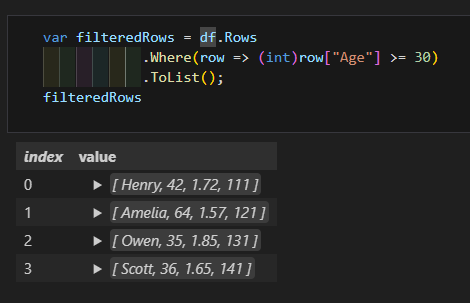 var filteredRows = df.Rows
.Where(row => (int)row["Age"] >= 30)
.ToList();
filteredRows
index value
0 ▶ [ Henry, 42, 1.72, 111 ]
1 ▶ [ Amelia, 64, 1.57, 121 ]
2 ▶ [ Owen, 35, 1.85, 131 ]
3 ▶ [ Scott, 36, 1.65, 141 ]